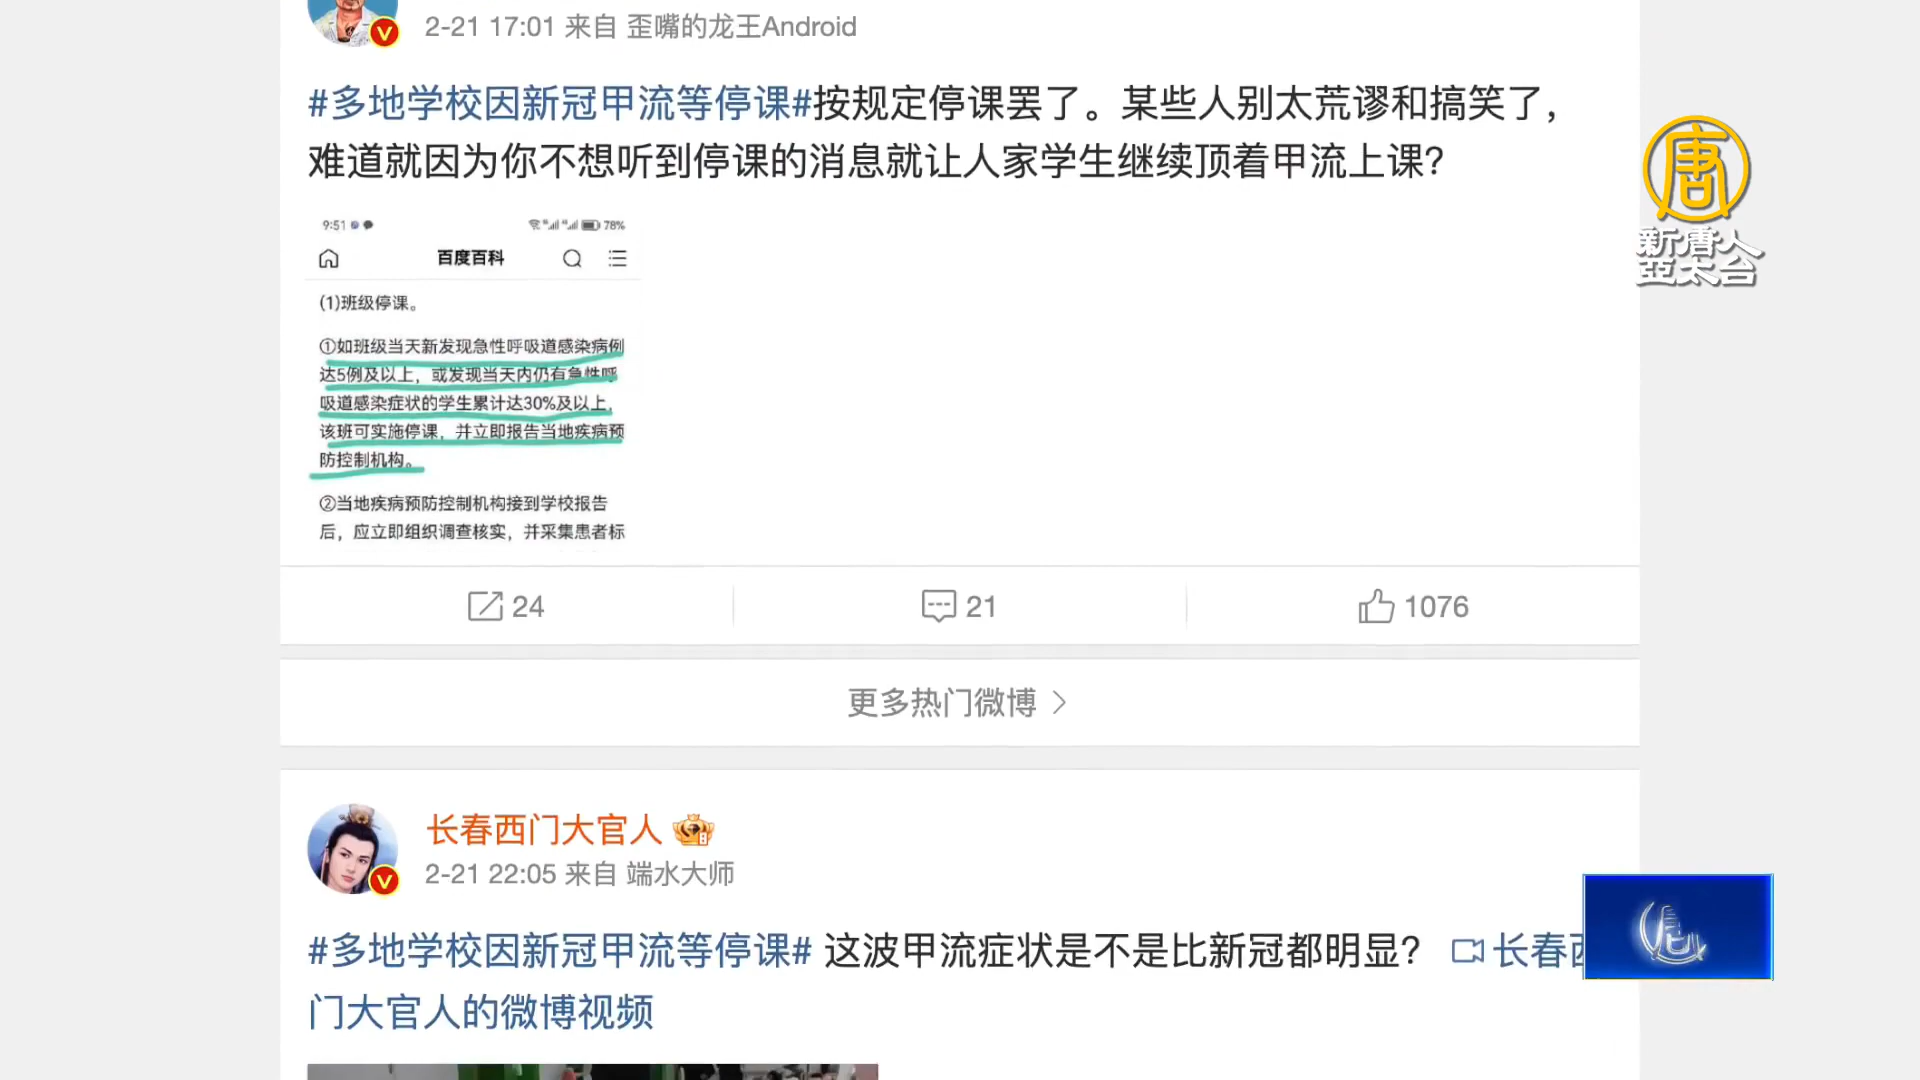 2-21 17:01 来自 歪嘴的龙王Android
#多地学校因新冠甲流等停课#按规定停课罢了。某些人别太荒谬和搞笑了，
难道就因为你不想听到停课的消息就让人家学生继续顶着甲流上课？
唐
新唐人
亞太台
9:51
78%
百度百科
(1)班级停课。
①如班级当天新发现急性呼吸道感染病例
达5例及以上，或发现当天内仍有急性呼
吸道感染症状的学生累计达30%及以上，
该班可实施停课，并立即报告当地疾病预
防控制机构。
②当地疾病预防控制机构接到学校报告
后，应立即组织调查核实，并采集患者标
24
21
1076
更多热门微博
长春西门大官人
8
2-21 22:05 来自 端水大师
#多地学校因新冠甲流等停课# 这波甲流症状是不是比新冠都明显？ 长春西
门大官人的微博视频